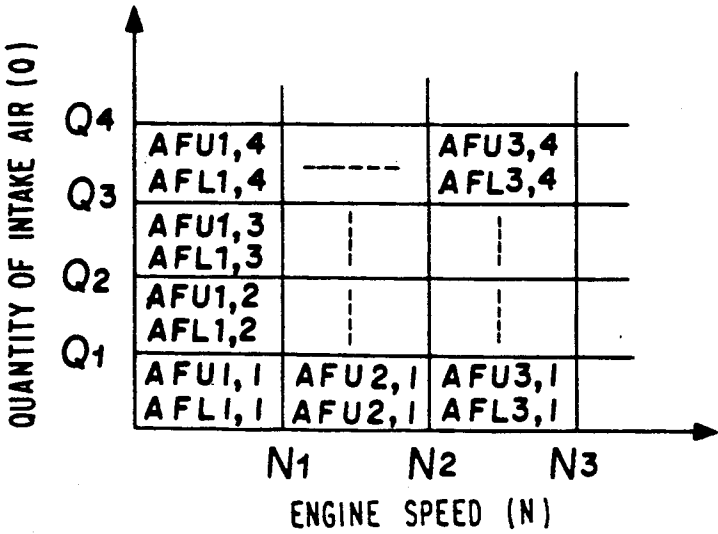 QUANTITY OF INTAKE AIR (Q)
Q4
AFU1,4
AFL1,4
AFU3,4
AFL3,4
Q3
AFU1,3
AFL1,3
Q2
AFU1,2
AFL1,2
Q1
AFU1,1
AFL1,1
AFU2,1
AFU2,1
AFU3,1
AFL3,1
N1 N2 N3
ENGINE SPEED (N)